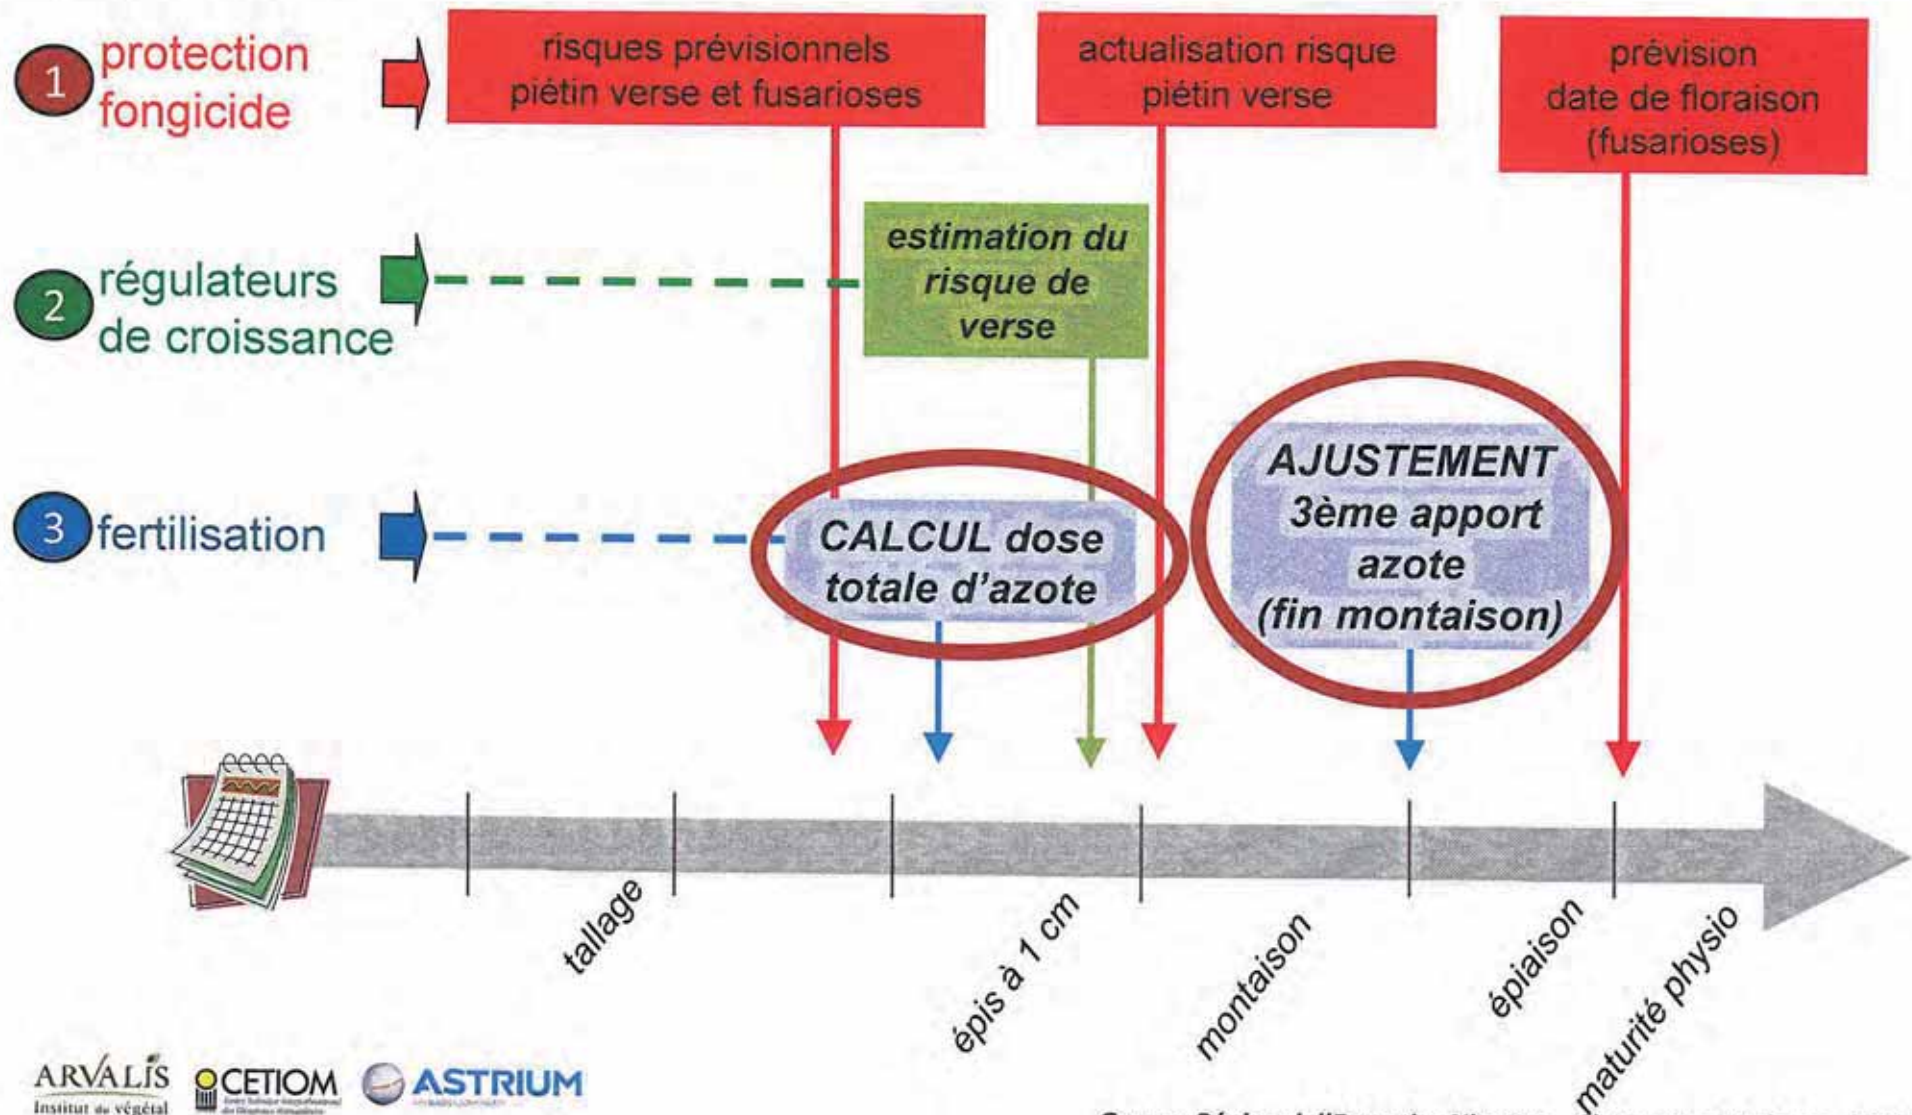 1
protection
fongicide
risques prévisionnels
piétin verse et fusarioses
actualisation risque
piétin verse
prévision
date de floraison
(fusarioses)
2
régulateurs
de croissance
estimation du
risque de
verse
3
fertilisation
CALCUL dose
totale d'azote
AJUSTEMENT
3ème apport
azote
(fin montaison)
tallage
épis à 1 cm
montaison
épiaison
maturité physio
ARVALIS
Institut du végétal
CETIOM
ASTRIUM